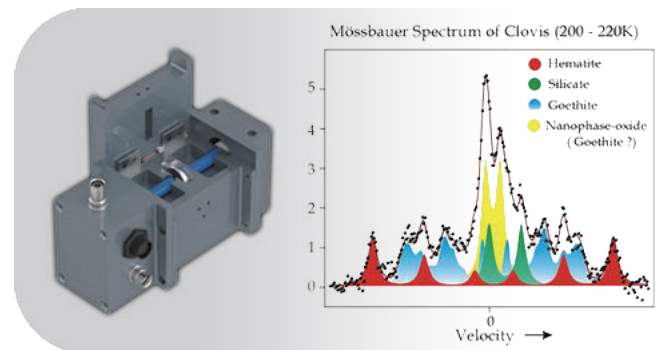 Mössbauer Spectrum of Clovis (200 - 220K)
Hematite
Silicate
Goethite
Nanophase-oxide
(Goethite ?)
5
4
3
2
1
0
0
Velocity →